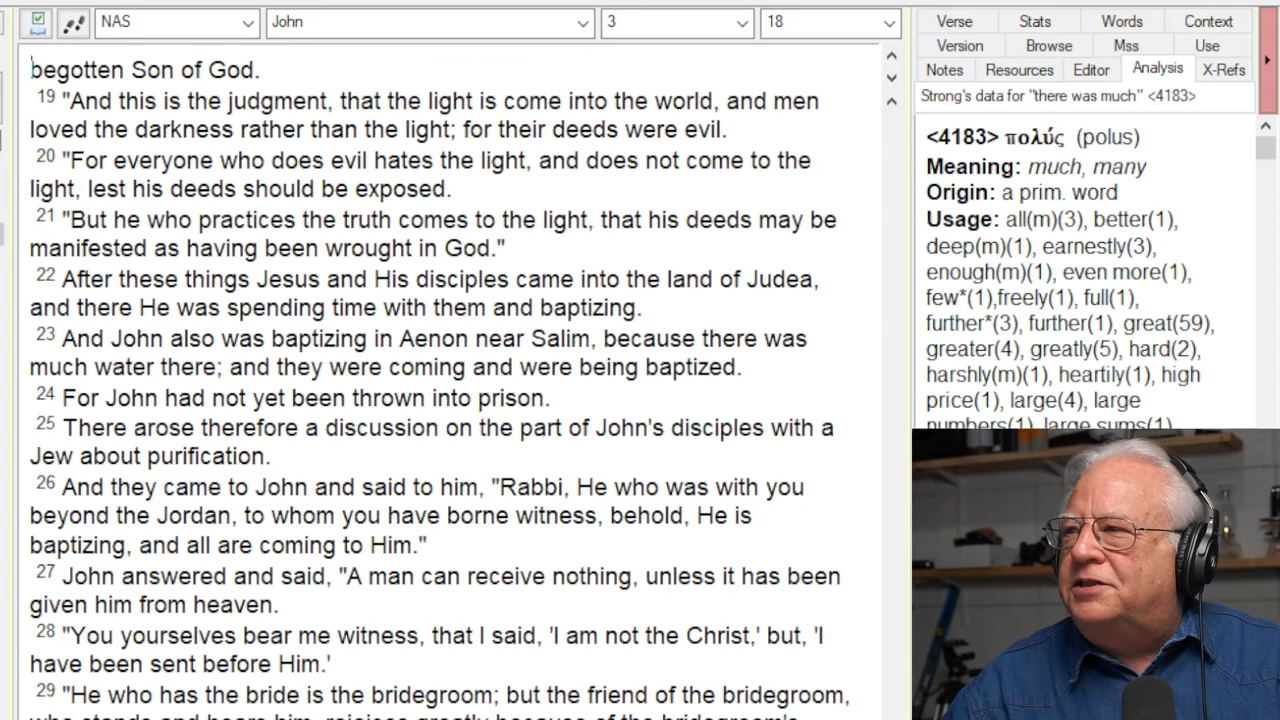 NAS
John
3
18
begotten Son of God.
19 "And this is the judgment, that the light is come into the world, and men
loved the darkness rather than the light; for their deeds were evil.
20 "For everyone who does evil hates the light, and does not come to the
light, lest his deeds should be exposed.
21 "But he who practices the truth comes to the light, that his deeds may be
manifested as having been wrought in God."
22 After these things Jesus and His disciples came into the land of Judea,
and there He was spending time with them and baptizing.
23 And John also was baptizing in Aenon near Salim, because there was
much water there; and they were coming and were being baptized.
24 For John had not yet been thrown into prison.
25 There arose therefore a discussion on the part of John's disciples with a
Jew about purification.
26 And they came to John and said to him, "Rabbi, He who was with you
beyond the Jordan, to whom you have borne witness, behold, He is
baptizing, and all are coming to Him."
27 John answered and said, "A man can receive nothing, unless it has been
given him from heaven.
28 "You yourselves bear me witness, that I said, 'I am not the Christ,' but, 'I
have been sent before Him.'
29 "He who has the bride is the bridegroom; but the friend of the bridegroom,
who stands and hears him, rejoices greatly because of the bridegroom's
Verse Stats Words Context
Version Browse Mss Use
Notes Resources Editor Analysis X-Refs
Strong's data for "there was much" <4183>
<4183> πολύς (polus)
Meaning: much, many
Origin: a prim. word
Usage: all(m)(3), better(1),
deep(m)(1), earnestly(3),
enough(m)(1), even more(1),
few*(1),freely(1), full(1),
further*(3), further(1), great(59),
greater(4), greatly(5), hard(2),
harshly(m)(1), heartily(1), high
price(1), large(4), large
numbers(1), large sums(1),